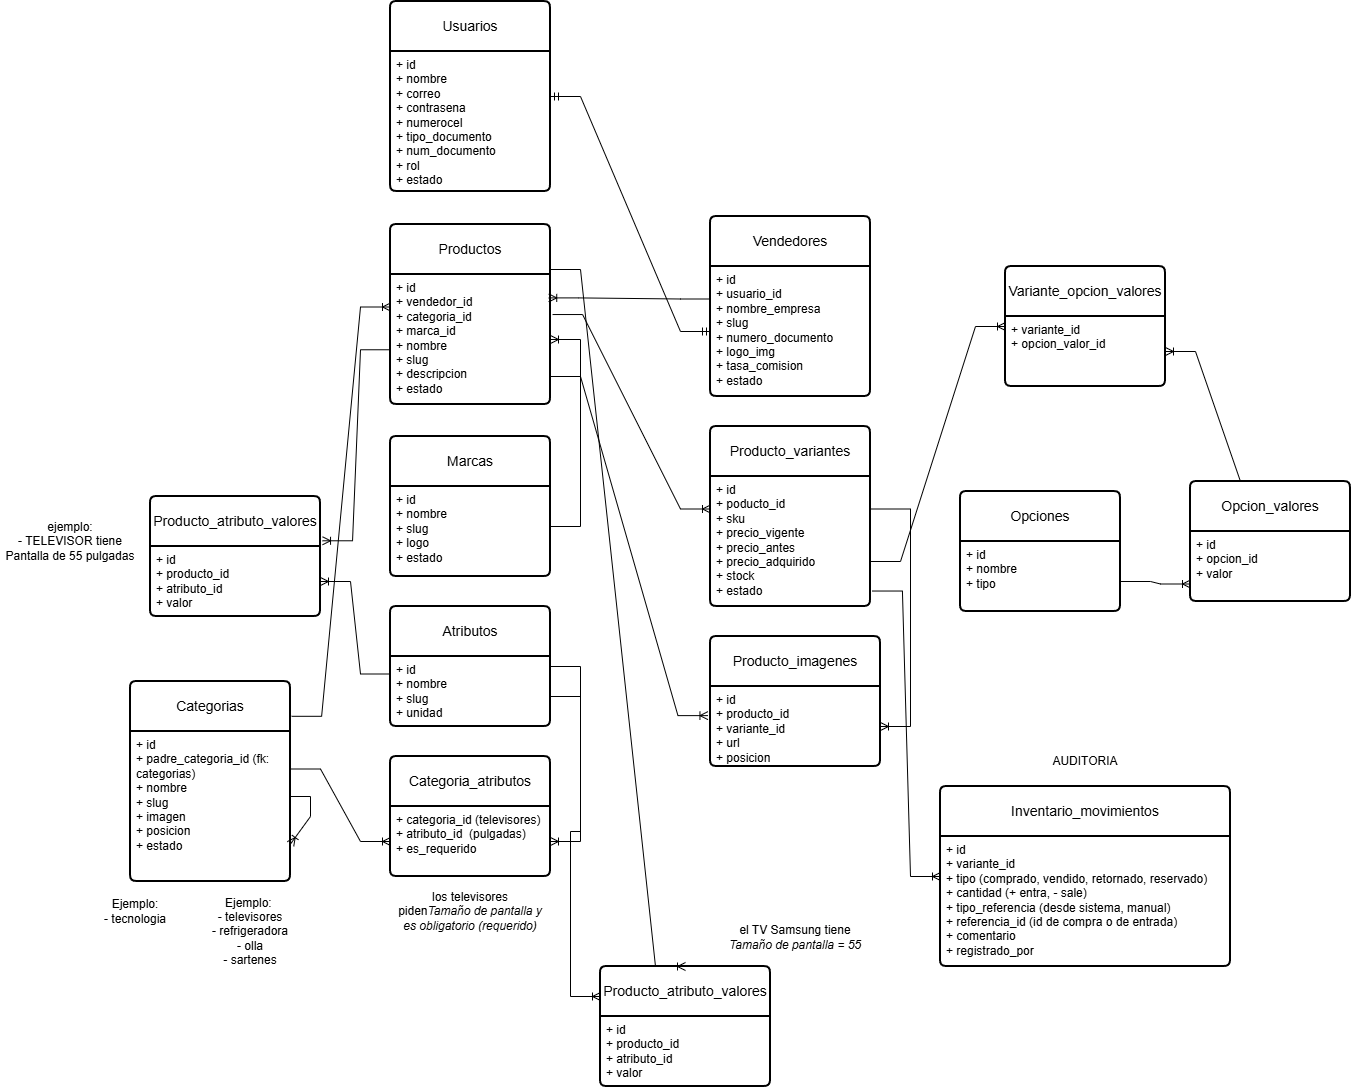 Usuarios
+ id
+ nombre
+ correo
+ contrasena
+ numerocel
+ tipo_documento
+ num_documento
+ rol
+ estado
Productos
+ id
+ vendedor_id
+ categoria_id
+ marca_id
+ nombre
+ slug
+ descripcion
+ estado
Vendedores
+ id
+ usuario_id
+ nombre_empresa
+ slug
+ numero_documento
+ logo_img
+ tasa_comision
+ estado
Variante_opcion_valores
+ variante_id
+ opcion_valor_id
Marcas
+ id
+ nombre
+ slug
+ logo
+ estado
Producto_variantes
+ id
+ poducto_id
+ sku
+ precio_vigente
+ precio_antes
+ precio_adquirido
+ stock
+ estado
Opciones
+ id
+ nombre
+ tipo
Opcion_valores
+ id
+ opcion_id
+ valor
ejemplo:
- TELEVISOR tiene
Pantalla de 55 pulgadas
Producto_atributo_valores
+ id
+ producto_id
+ atributo_id
+ valor
Atributos
+ id
+ nombre
+ slug
+ unidad
Producto_imagenes
+ id
+ producto_id
+ variante_id
+ url
+ posicion
Categorias
+ id
+ padre_categoria_id (fk:
categorias)
+ nombre
+ slug
+ imagen
+ posicion
+ estado
Categoria_atributos
+ categoria_id (televisores)
+ atributo_id  (pulgadas)
+ es_requerido
AUDITORIA
Inventario_movimientos
+ id
+ variante_id
+ tipo (comprado, vendido, retornado, reservado)
+ cantidad (+ entra, - sale)
+ tipo_referencia (desde sistema, manual)
+ referencia_id (id de compra o de entrada)
+ comentario
+ registrado_por
Ejemplo:
- tecnologia
Ejemplo:
- televisores
- refrigeradora
- olla
- sartenes
los televisores
pidenTamaño de pantalla y
es obligatorio (requerido)
el TV Samsung tiene
Tamaño de pantalla = 55
Producto_atributo_valores
+ id
+ producto_id
+ atributo_id
+ valor